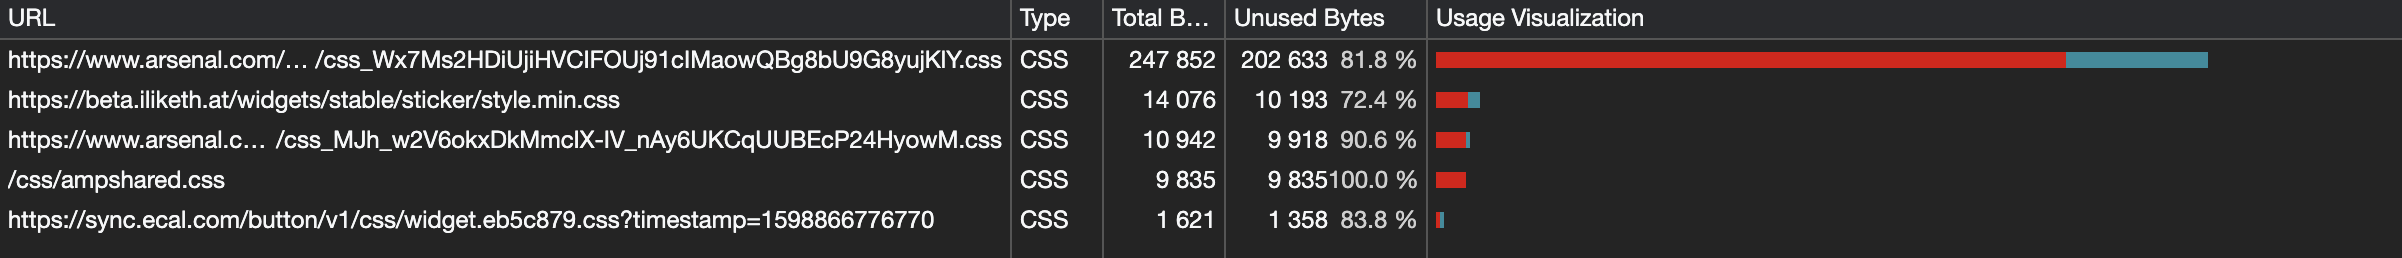 URL Type Total B… Unused Bytes Usage Visualization
https://www.arsenal.com/… /css_Wx7Ms2HDiUjiHVCIFOUj91cIMaowQBg8bU9G8yujKlY.css CSS 247 852 202 633 81.8 %
https://beta.iliketh.at/widgets/stable/sticker/style.min.css CSS 14 076 10 193 72.4 %
https://www.arsenal.c… /css_MJh_w2V6okxDkMmcIX-IV_nAy6UKCqUUBEcP24HyowM.css CSS 10 942 9 918 90.6 %
/css/ampshared.css CSS 9 835 9 835 100.0 %
https://sync.ecal.com/button/v1/css/widget.eb5c879.css?timestamp=1598866776770 CSS 1 621 1 358 83.8 %